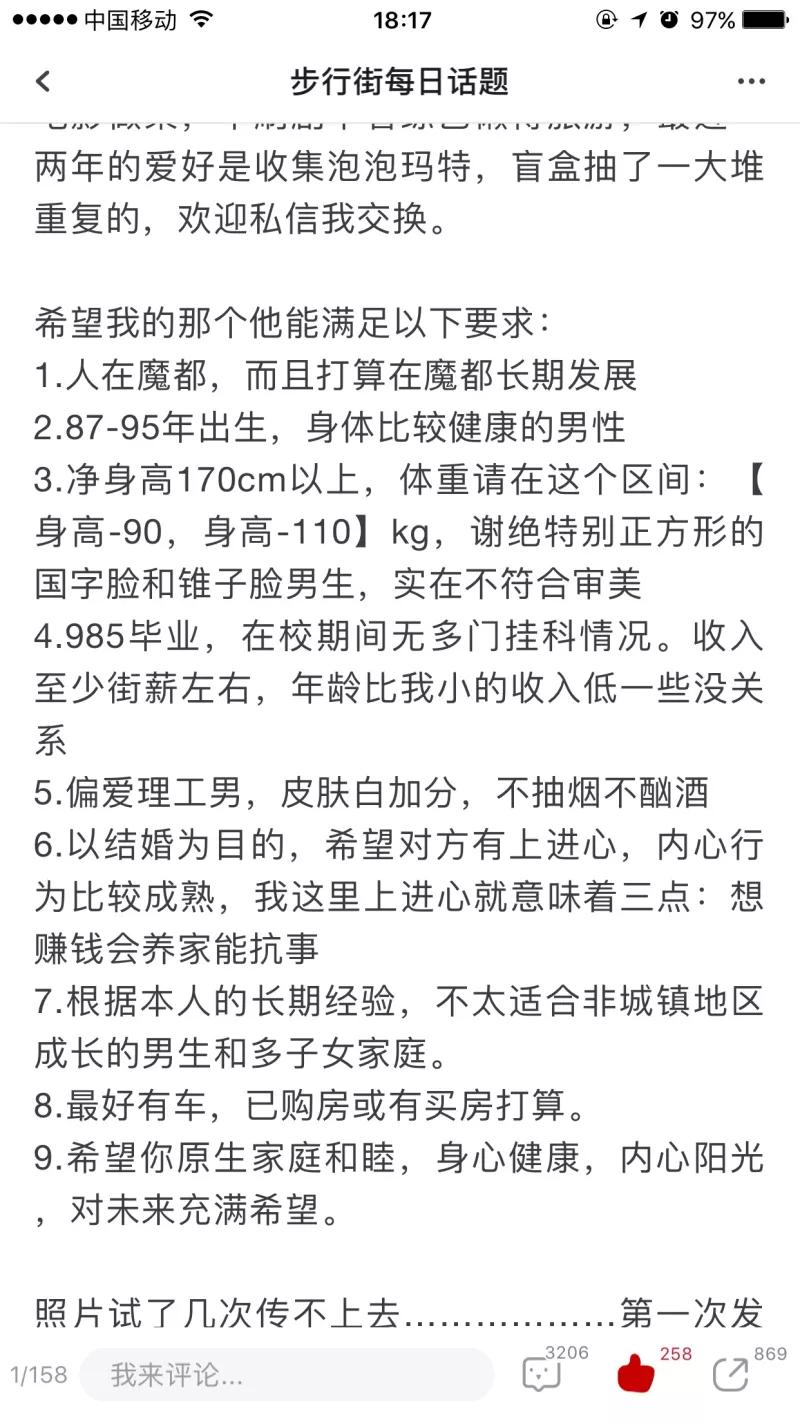 中国移动 18:17 97%
步行街每日话题
两年的爱好是收集泡泡玛特，盲盒抽了一大堆
重复的，欢迎私信我交换。
希望我的那个他能满足以下要求：
1.人在魔都，而且打算在魔都长期发展
2.87-95年出生，身体比较健康的男性
3.净身高170cm以上，体重请在这个区间：【
身高-90，身高-110】kg，谢绝特别正方形的
国字脸和锥子脸男生，实在不符合审美
4.985毕业，在校期间无多门挂科情况。收入
至少街薪左右，年龄比我小的收入低一些没关
系
5.偏爱理工男，皮肤白加分，不抽烟不酗酒
6.以结婚为目的，希望对方有上进心，内心行
为比较成熟，我这里上进心就意味着三点：想
赚钱会养家能抗事
7.根据本人的长期经验，不太适合非城镇地区
成长的男生和多子女家庭。
8.最好有车，已购房或有买房打算。
9.希望你原生家庭和睦，身心健康，内心阳光
，对未来充满希望。
照片试了几次传不上去………………第一次发
1/158 我来评论... 3206 258 869